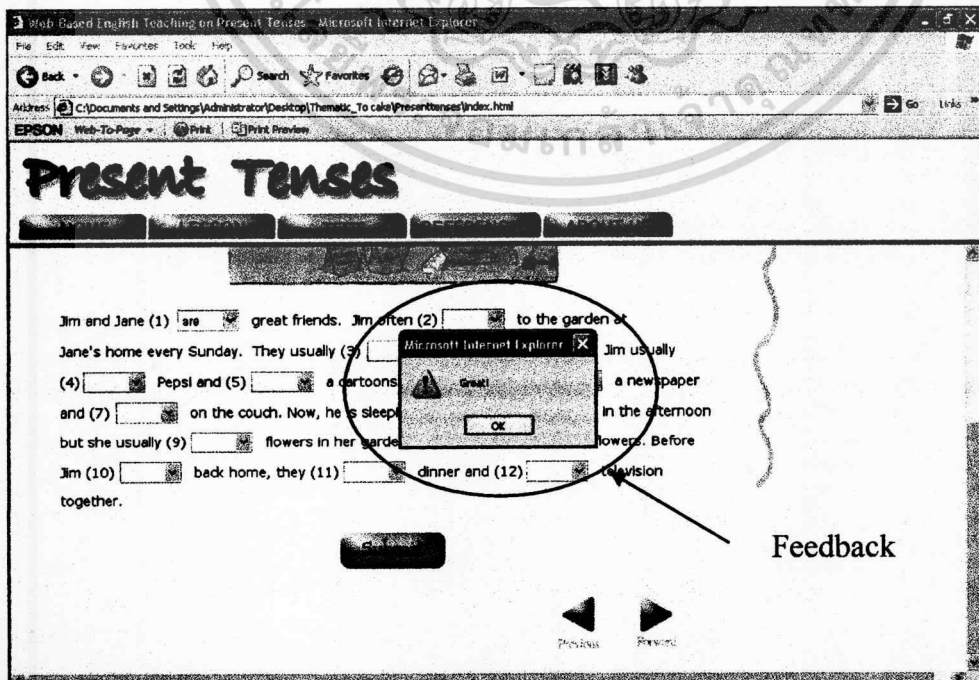 Web Based English Teaching on Present Tenses - Microsoft Internet Explorer
File Edit View Favorites Tools Help
Back Search Favorites
Address C:\Documents and Settings\Administrator\Desktop\Thematic_To cake\Presenttenses\index.html Go Links
EPSON Web-To-Page Print Print Preview
Present Tenses
Jim and Jane (1) are great friends. Jim often (2) to the garden at
Jane's home every Sunday. They usually (3) Jim usually
(4) Pepsi and (5) a cartoons a newspaper
and (7) on the couch. Now, he is sleepi in the afternoon
but she usually (9) flowers in her garde lowers. Before
Jim (10) back home, they (11) dinner and (12) television
together.
Microsoft Internet Explorer
Great!
OK
Feedback
Previous Forward